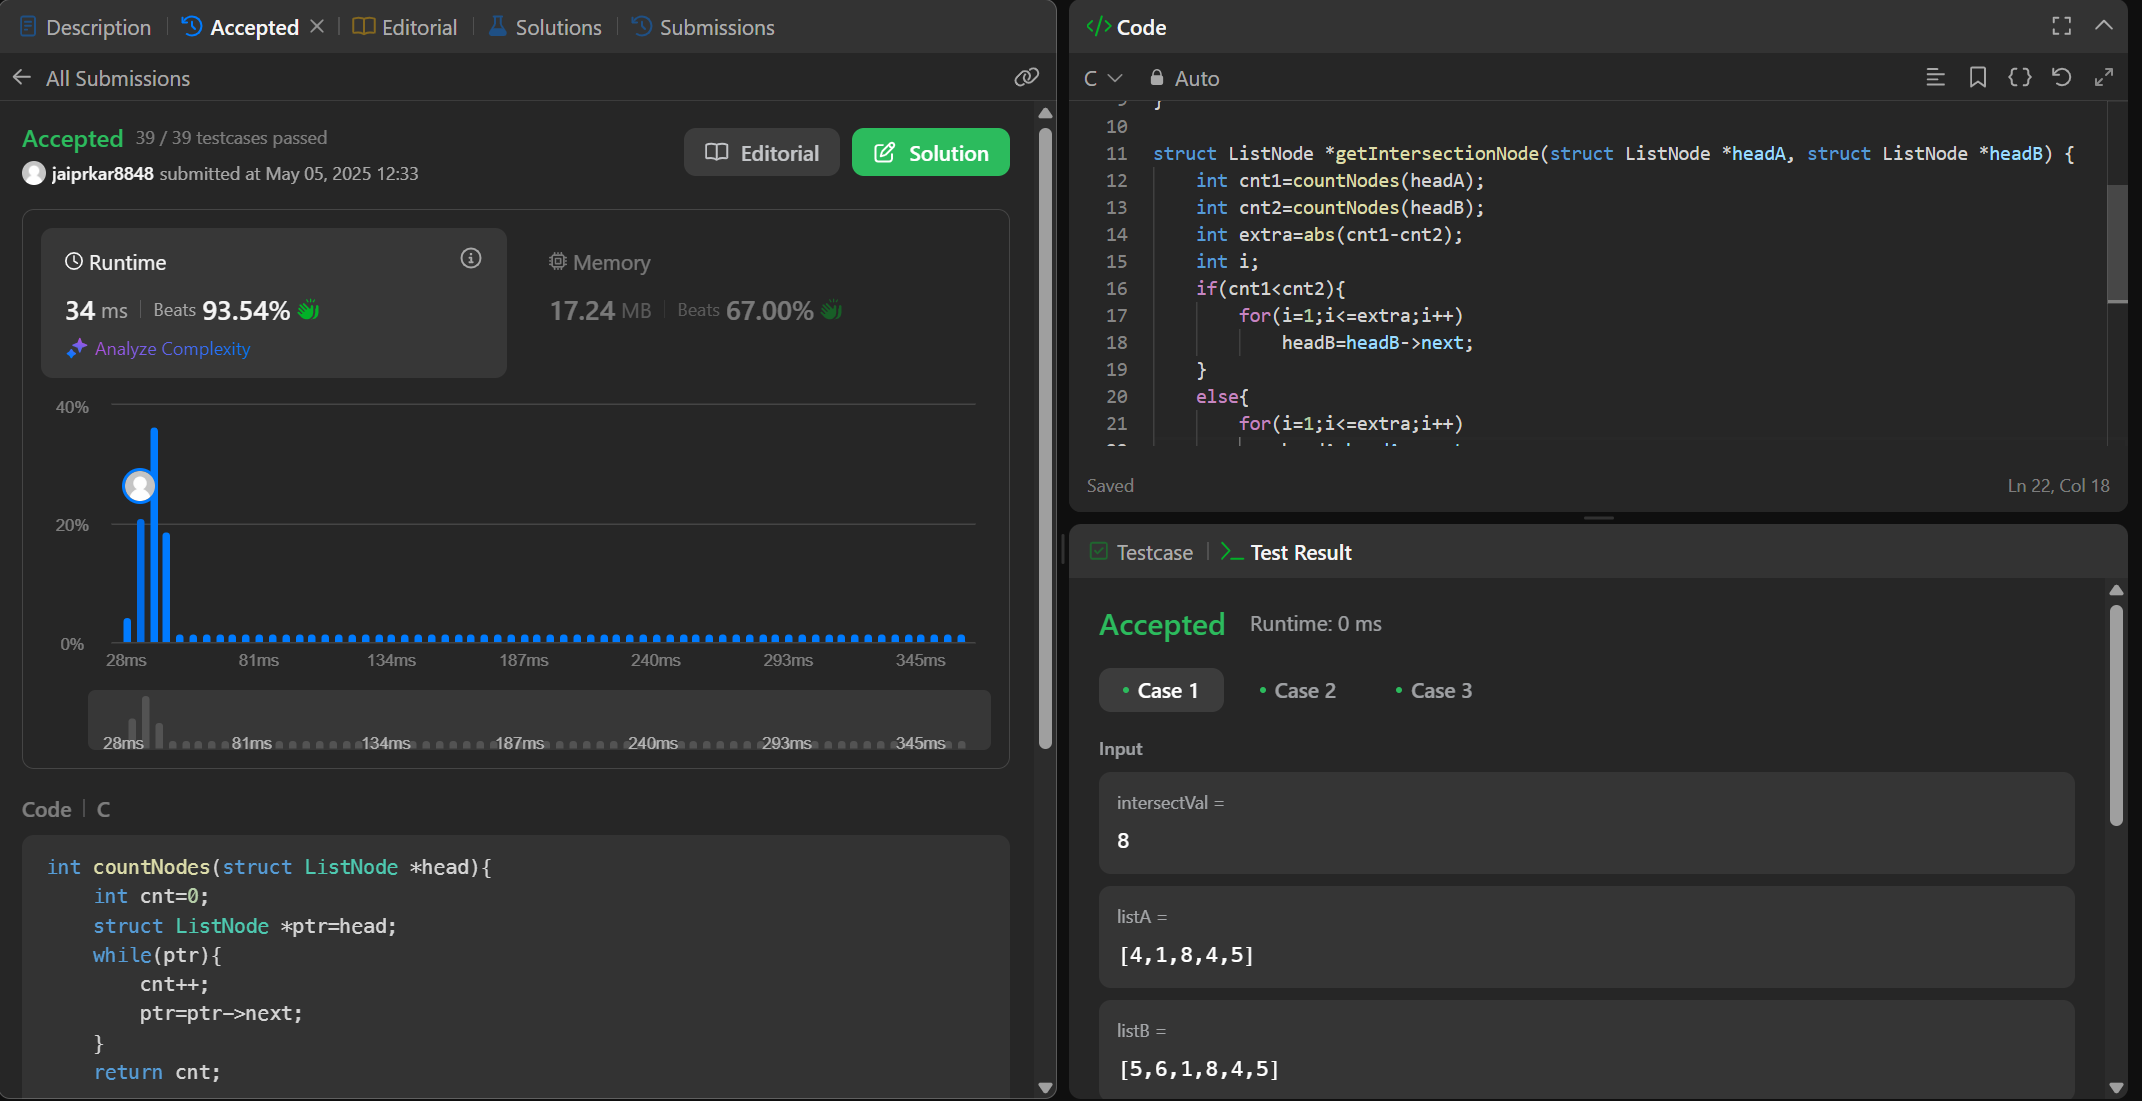 Description
Accepted
Editorial
Solutions
Submissions
All Submissions
Accepted 39 / 39 testcases passed
jaiprkar8848 submitted at May 05, 2025 12:33
Editorial
Solution
Runtime
34 ms Beats 93.54%
Analyze Complexity
Memory
17.24 MB Beats 67.00%
40%
20%
0%
28ms 81ms 134ms 187ms 240ms 293ms 345ms
28ms 81ms 134ms 187ms 240ms 293ms 345ms
Code C
int countNodes(struct ListNode *head){
    int cnt=0;
    struct ListNode *ptr=head;
    while(ptr){
        cnt++;
        ptr=ptr->next;
    }
    return cnt;
</> Code
C
Auto
10
11 struct ListNode *getIntersectionNode(struct ListNode *headA, struct ListNode *headB) {
12     int cnt1=countNodes(headA);
13     int cnt2=countNodes(headB);
14     int extra=abs(cnt1-cnt2);
15     int i;
16     if(cnt1<cnt2){
17         for(i=1;i<=extra;i++)
18             headB=headB->next;
19     }
20     else{
21         for(i=1;i<=extra;i++)
Saved
Ln 22, Col 18
Testcase
Test Result
Accepted Runtime: 0 ms
Case 1
Case 2
Case 3
Input
intersectVal =
8
listA =
[4,1,8,4,5]
listB =
[5,6,1,8,4,5]